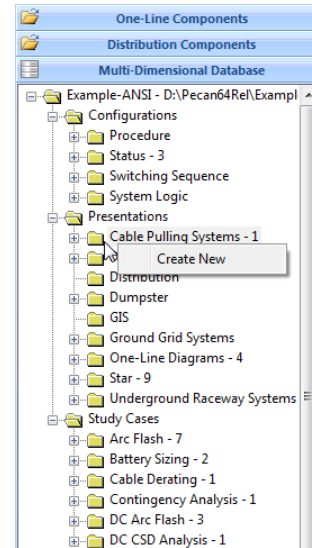 One-Line Components
Distribution Components
Multi-Dimensional Database
Example-ANSI - D:\Pecan64Rel\Exampl
Configurations
Procedure
Status - 3
Switching Sequence
System Logic
Presentations
Cable Pulling Systems - 1
Create New
Distribution
Dumpster
GIS
Ground Grid Systems
One-Line Diagrams - 4
Star - 9
Underground Raceway Systems
Study Cases
Arc Flash - 7
Battery Sizing - 2
Cable Derating - 1
Contingency Analysis - 1
DC Arc Flash - 3
DC CSD Analysis - 1